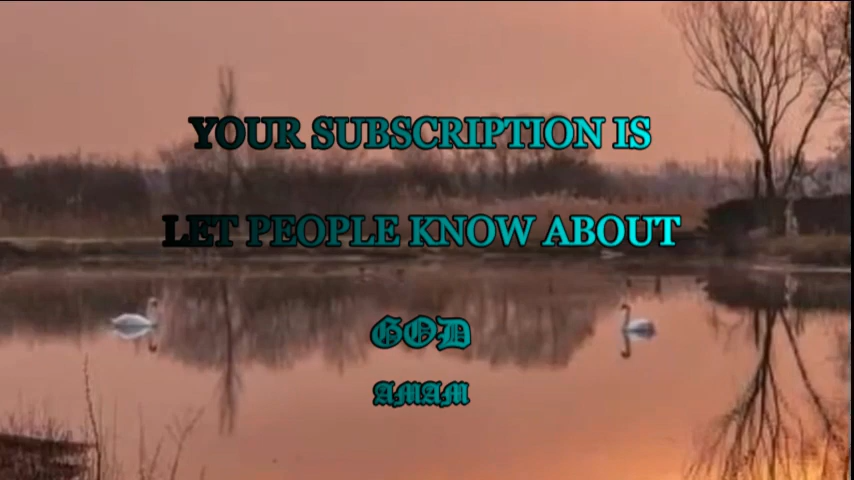 YOUR SUBSCRIPTION IS
LET PEOPLE KNOW ABOUT
GOD
AMAM